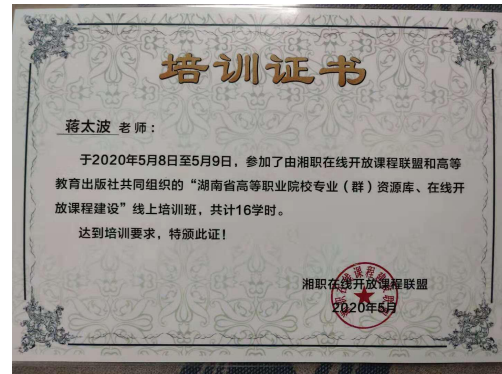 培训证书
蒋太波 老师：
于2020年5月8日至5月9日，参加了由湘职在线开放课程联盟和高等
教育出版社共同组织的“湖南省高等职业院校专业（群）资源库、在线开
放课程建设”线上培训班，共计16学时。
达到培训要求，特颁此证！
湘职在线开放课程联盟
2020年5月